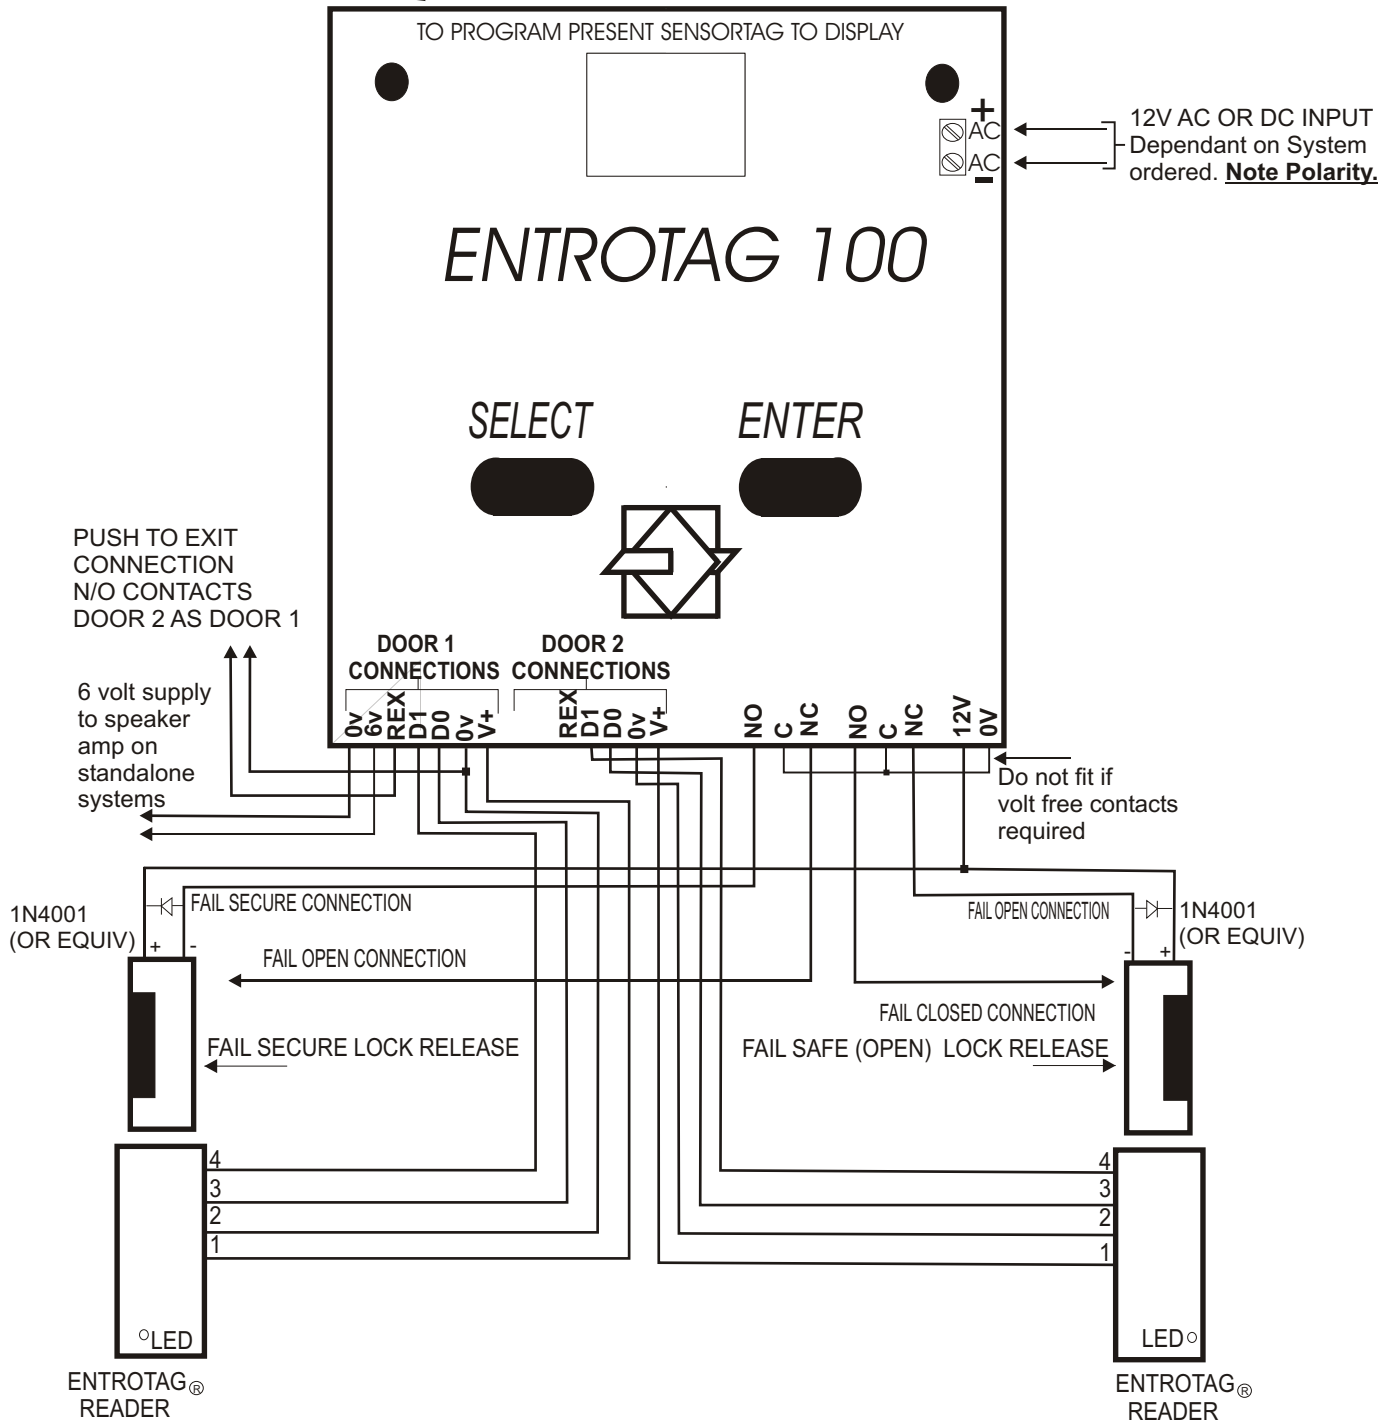 TO PROGRAM PRESENT SENSORTAG TO DISPLAY
+
AC
AC
-
12V AC OR DC INPUT
Dependant on System
ordered. Note Polarity.
ENTROTAG 100
SELECT
ENTER
PUSH TO EXIT
CONNECTION
N/O CONTACTS
DOOR 2 AS DOOR 1
6 volt supply
to speaker
amp on
standalone
systems
DOOR 1
CONNECTIONS
DOOR 2
CONNECTIONS
0v
6v
REX
D1
D0
0v
V+
REX
D1
D0
0v
V+
NO
C
NC
NO
C
NC
12V
0V
Do not fit if
volt free contacts
required
1N4001
(OR EQUIV)
+
-
FAIL SECURE CONNECTION
FAIL OPEN CONNECTION
FAIL SECURE LOCK RELEASE
FAIL OPEN CONNECTION
1N4001
(OR EQUIV)
-
+
FAIL CLOSED CONNECTION
FAIL SAFE (OPEN) LOCK RELEASE
4
3
2
1
LED
ENTROTAG®
READER
4
3
2
1
LED
ENTROTAG®
READER